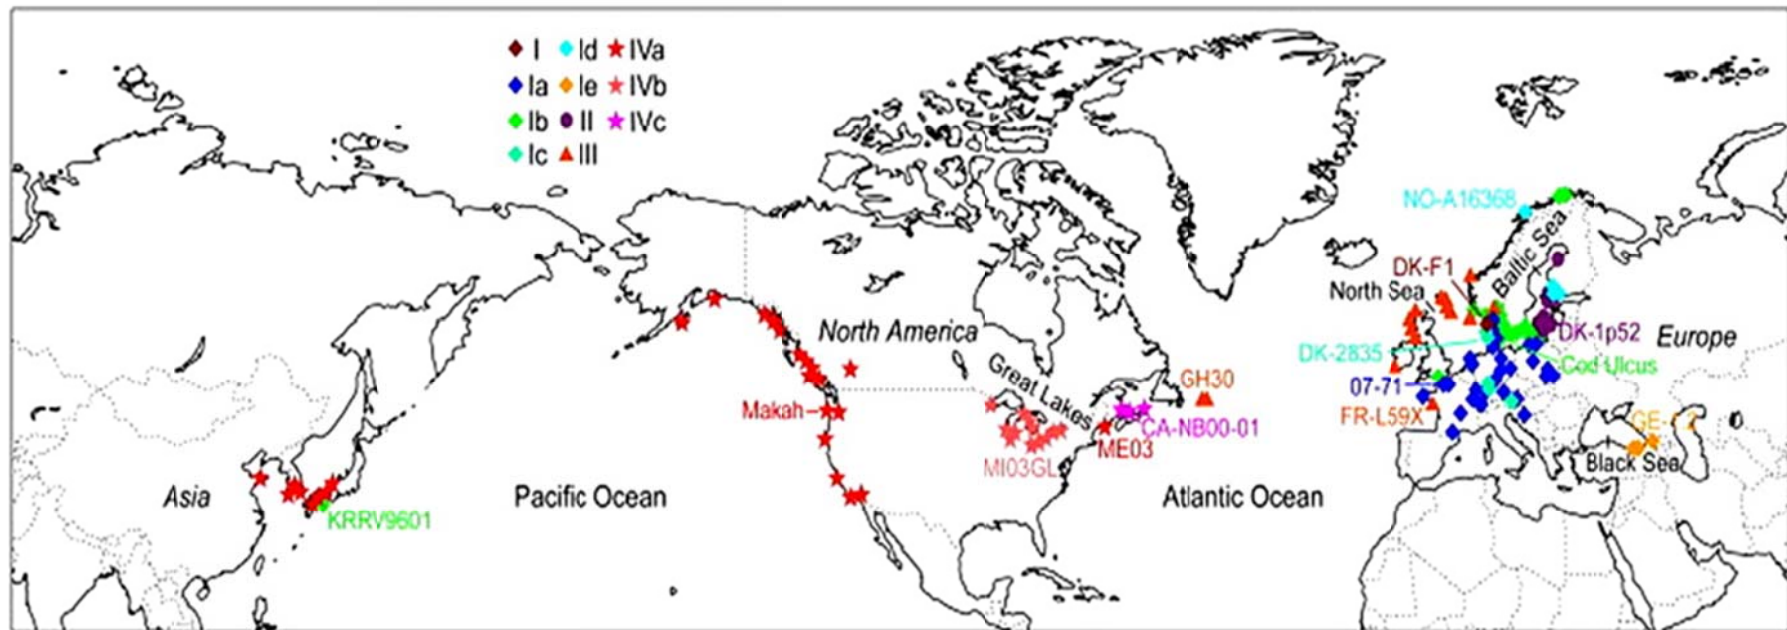 I Id IVa
Ia Ie IVb
Ib II IVc
Ic III
NO-A16368
Baltic Sea
DK-F1
North Sea
North America
DK-1p52
Europe
DK-2835
Cod Ulcus
Great Lakes
GH30
07-71
Makah
FR-L59X
CA-NB00-01
ME03
MI03GL
Black Sea
Asia
Pacific Ocean
Atlantic Ocean
KRRV9601